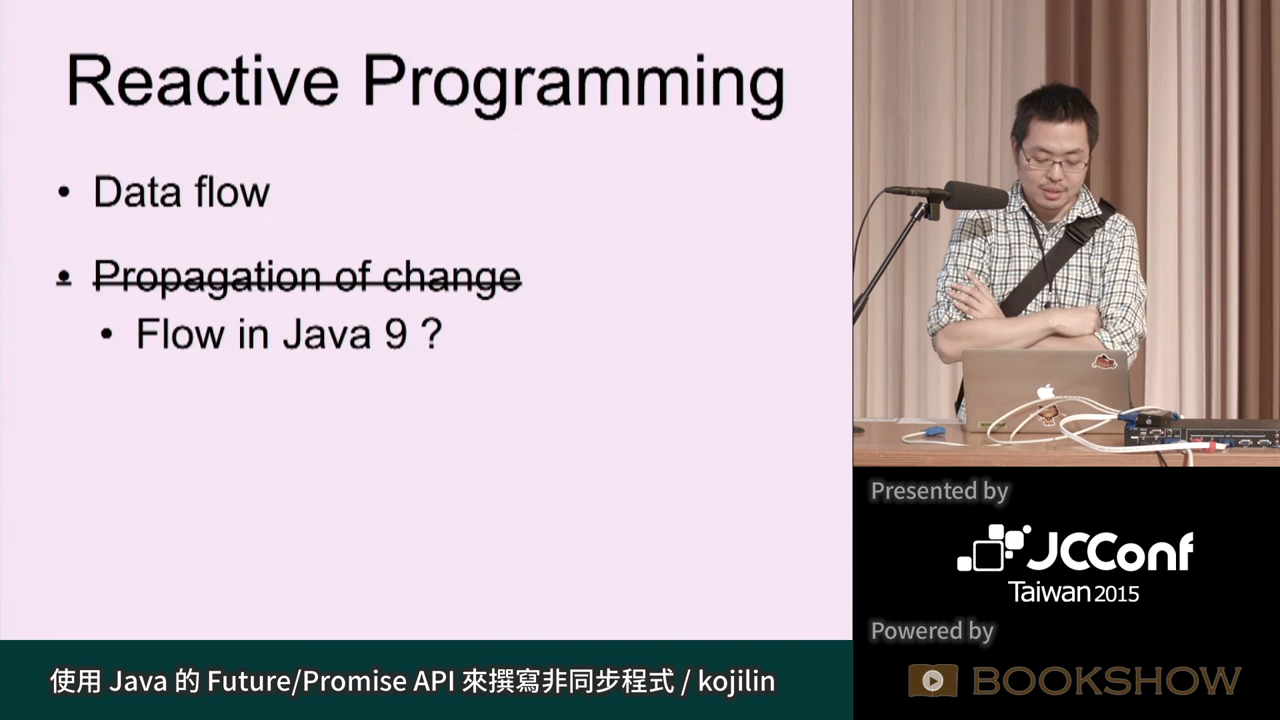 Reactive Programming
• Data flow
• Propagation of change
• Flow in Java 9 ?
Presented by
JCConf
Taiwan 2015
Powered by
BOOKSHOW
使用 Java 的 Future/Promise API 來撰寫非同步程式 / kojilin